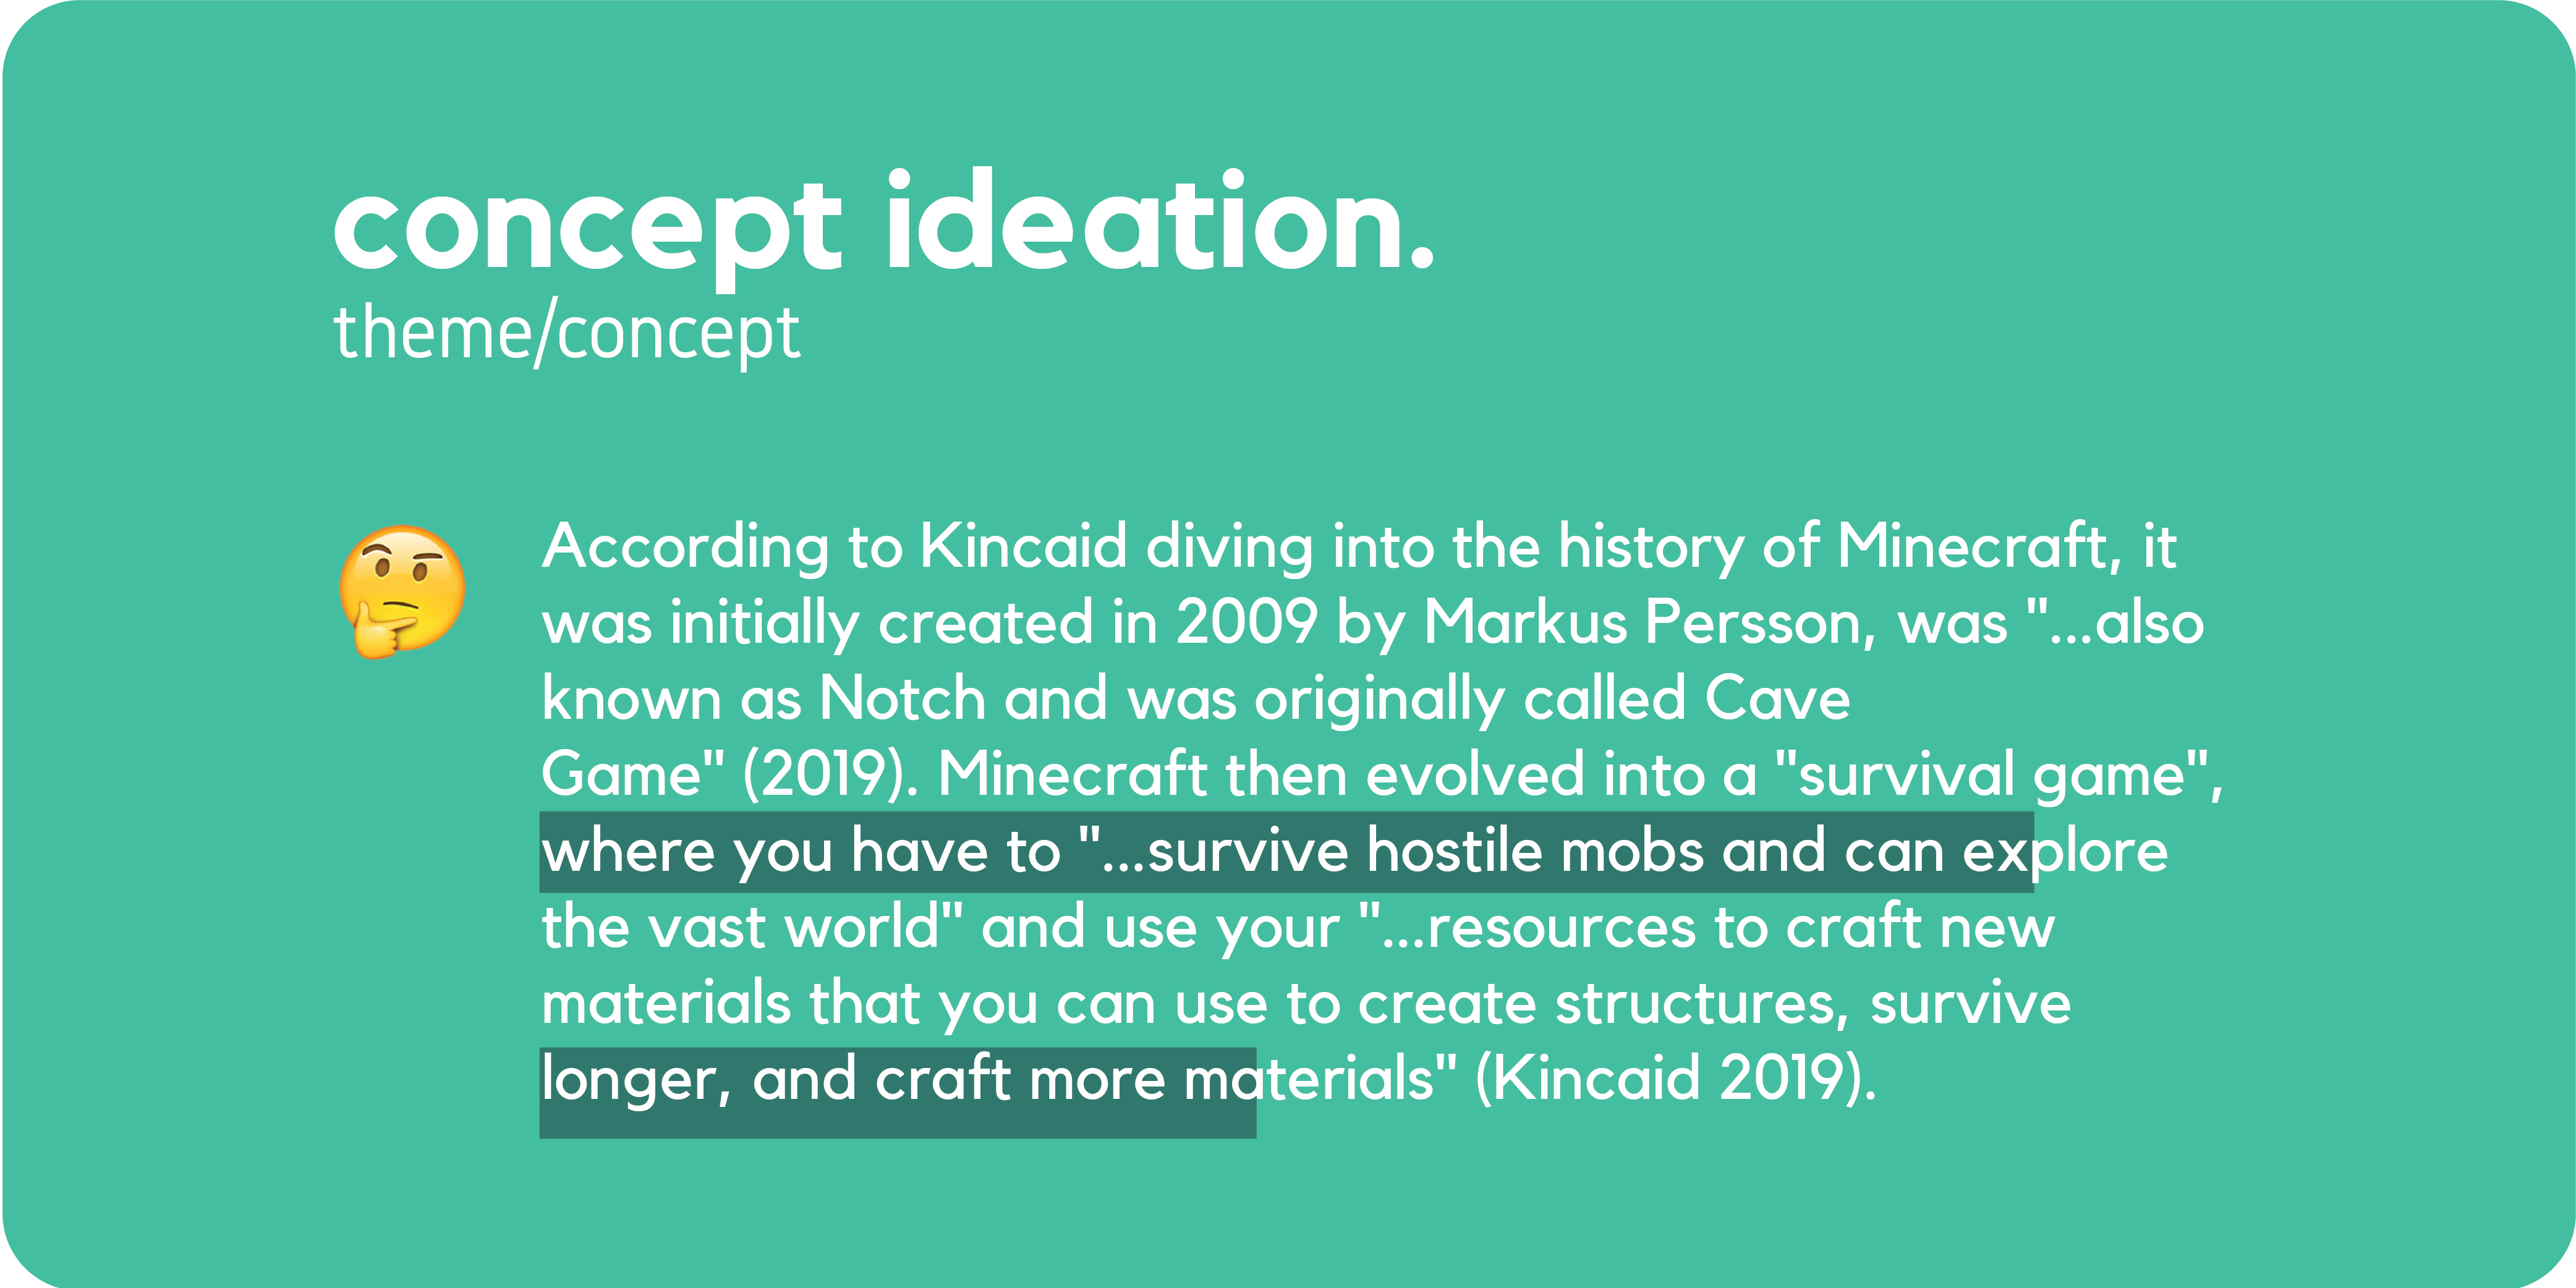 concept ideation.
theme/concept
According to Kincaid diving into the history of Minecraft, it
was initially created in 2009 by Markus Persson, was "...also
known as Notch and was originally called Cave
Game" (2019). Minecraft then evolved into a "survival game",
where you have to "...survive hostile mobs and can explore
the vast world" and use your "...resources to craft new
materials that you can use to create structures, survive
longer, and craft more materials" (Kincaid 2019).